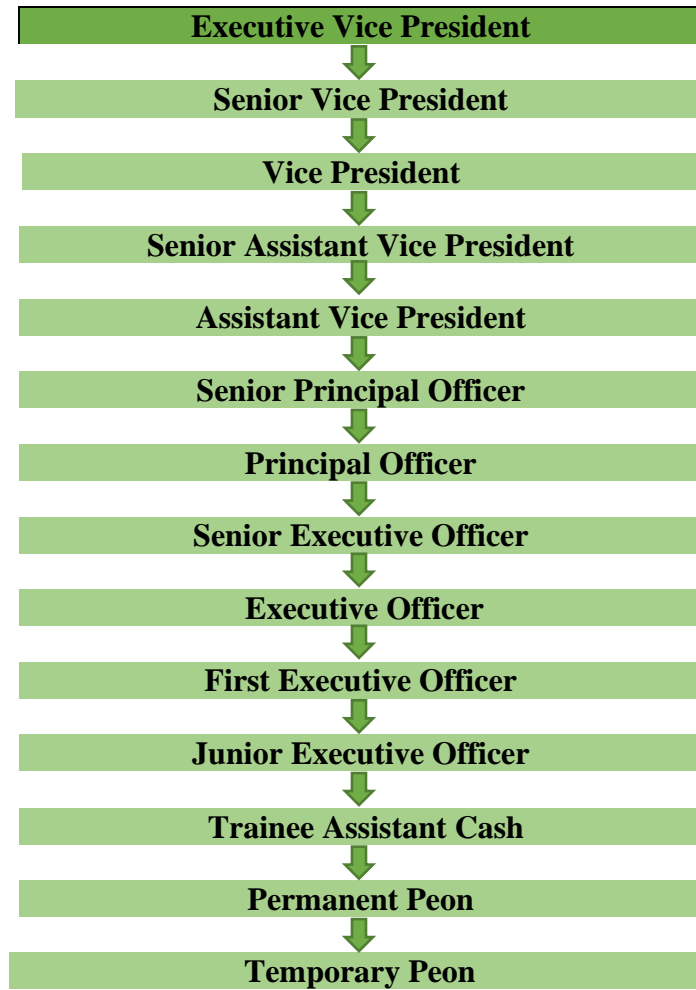 Executive Vice President
Senior Vice President
Vice President
Senior Assistant Vice President
Assistant Vice President
Senior Principal Officer
Principal Officer
Senior Executive Officer
Executive Officer
First Executive Officer
Junior Executive Officer
Trainee Assistant Cash
Permanent Peon
Temporary Peon